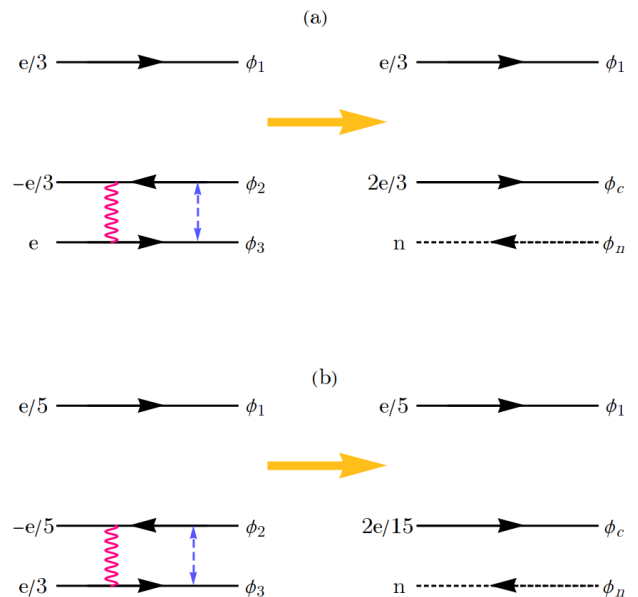 (a)
e/3 ϕ₁ e/3 ϕ₁
−e/3 ϕ₂ 2e/3 ϕc
e ϕ₃ n ϕn
(b)
e/5 ϕ₁ e/5 ϕ₁
−e/5 ϕ₂ 2e/15 ϕc
e/3 ϕ₃ n ϕn